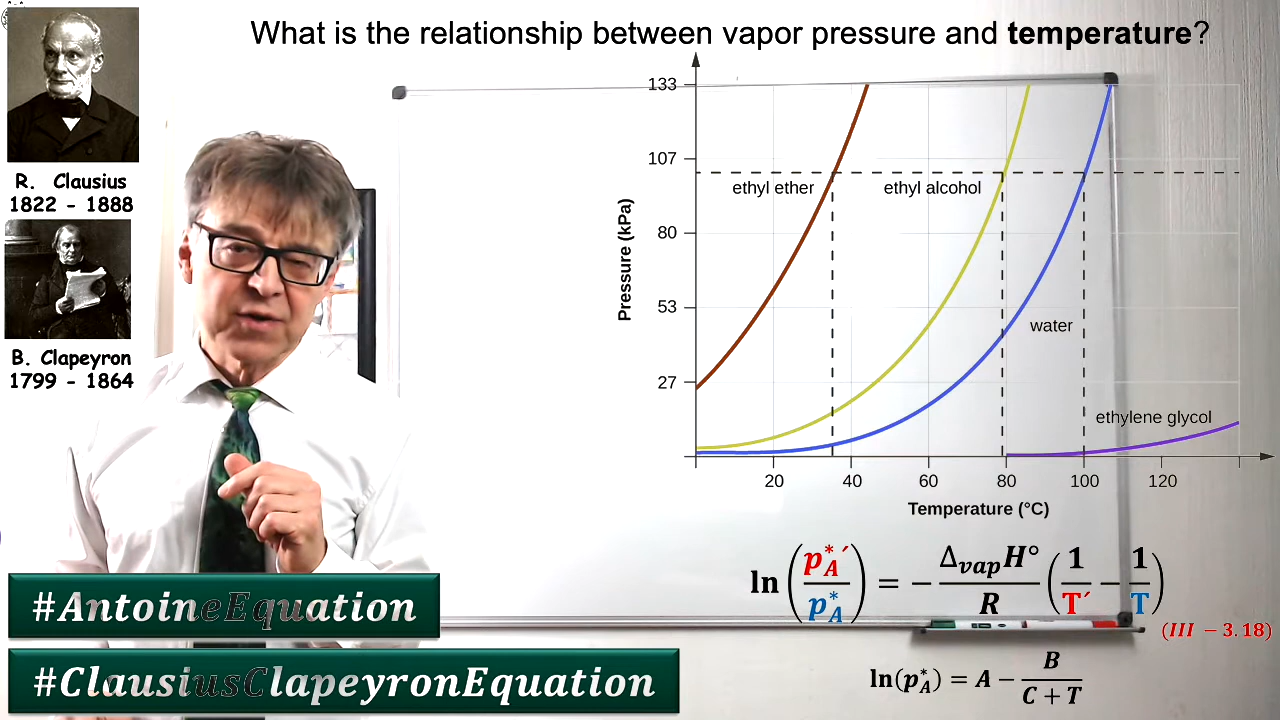 What is the relationship between vapor pressure and temperature?
R. Clausius
1822 - 1888
B. Clapeyron
1799 - 1864
133
107
80
53
27
Pressure (kPa)
ethyl ether
ethyl alcohol
water
ethylene glycol
20 40 60 80 100 120
Temperature (°C)
ln(p*´A/p*A) = − ΔvapH°/R (1/T´ − 1/T)
(III − 3.18)
ln(p*A) = A − B/(C + T)
#AntoineEquation
#ClausiusClapeyronEquation